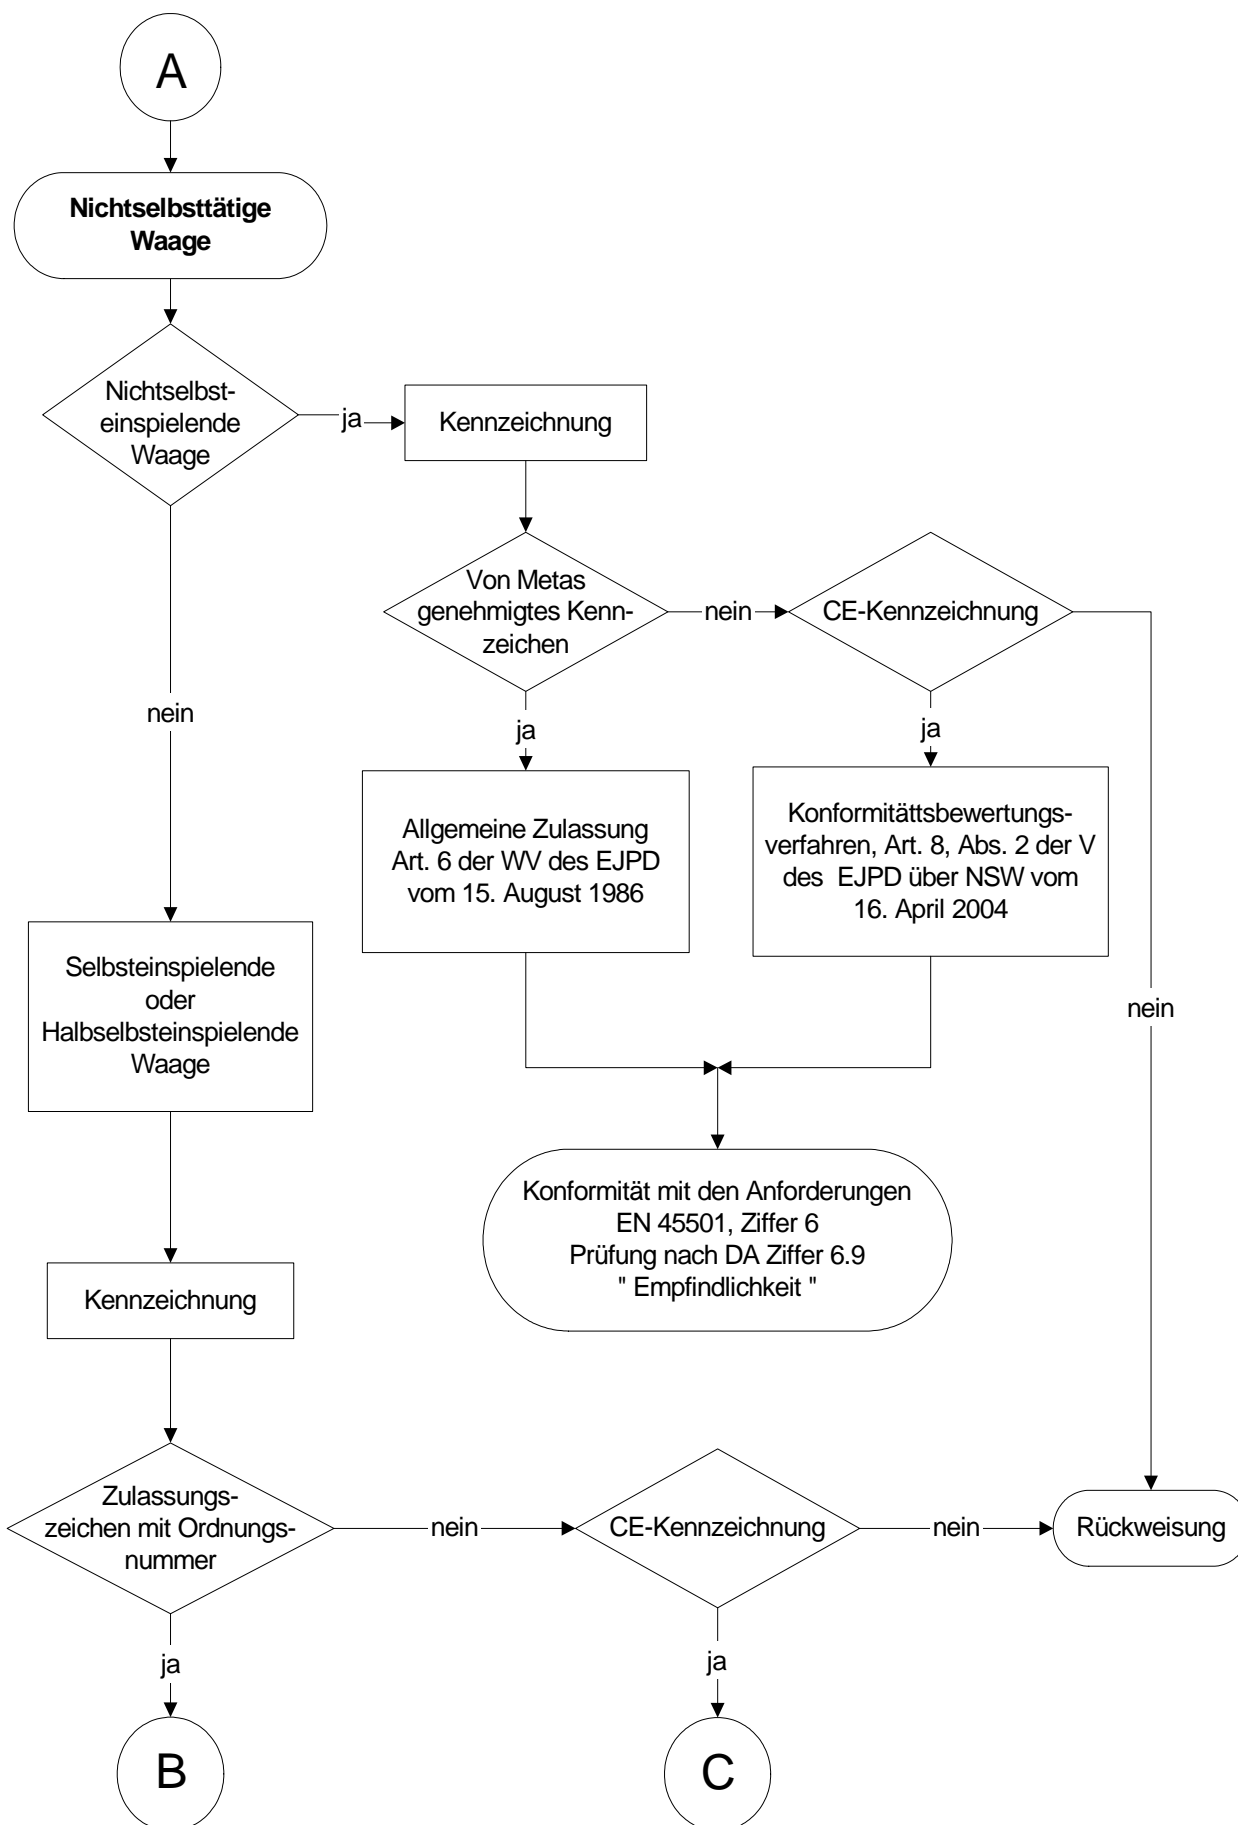 A
Nichtselbsttätige
Waage
Nichtselbst-
einspielende
Waage
ja
Kennzeichnung
Von Metas
genehmigtes Kenn-
zeichen
nein
CE-Kennzeichnung
nein
ja
ja
Allgemeine Zulassung
Art. 6 der WV des EJPD
vom 15. August 1986
Konformitättsbewertungs-
verfahren, Art. 8, Abs. 2 der V
des EJPD über NSW vom
16. April 2004
nein
Selbsteinspielende
oder
Halbselbsteinspielende
Waage
Konformität mit den Anforderungen
EN 45501, Ziffer 6
Prüfung nach DA Ziffer 6.9
" Empfindlichkeit "
Kennzeichnung
Zulassungs-
zeichen mit Ordnungs-
nummer
nein
CE-Kennzeichnung
nein
Rückweisung
ja
ja
B
C